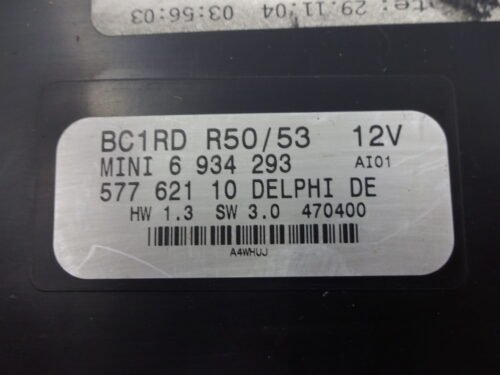 te: 29.11.04 03:56:03
BC1RD R50/53 12V
MINI 6 934 293 AI01
577 621 10 DELPHI DE
HW 1.3 SW 3.0 470400
A4WHUJ